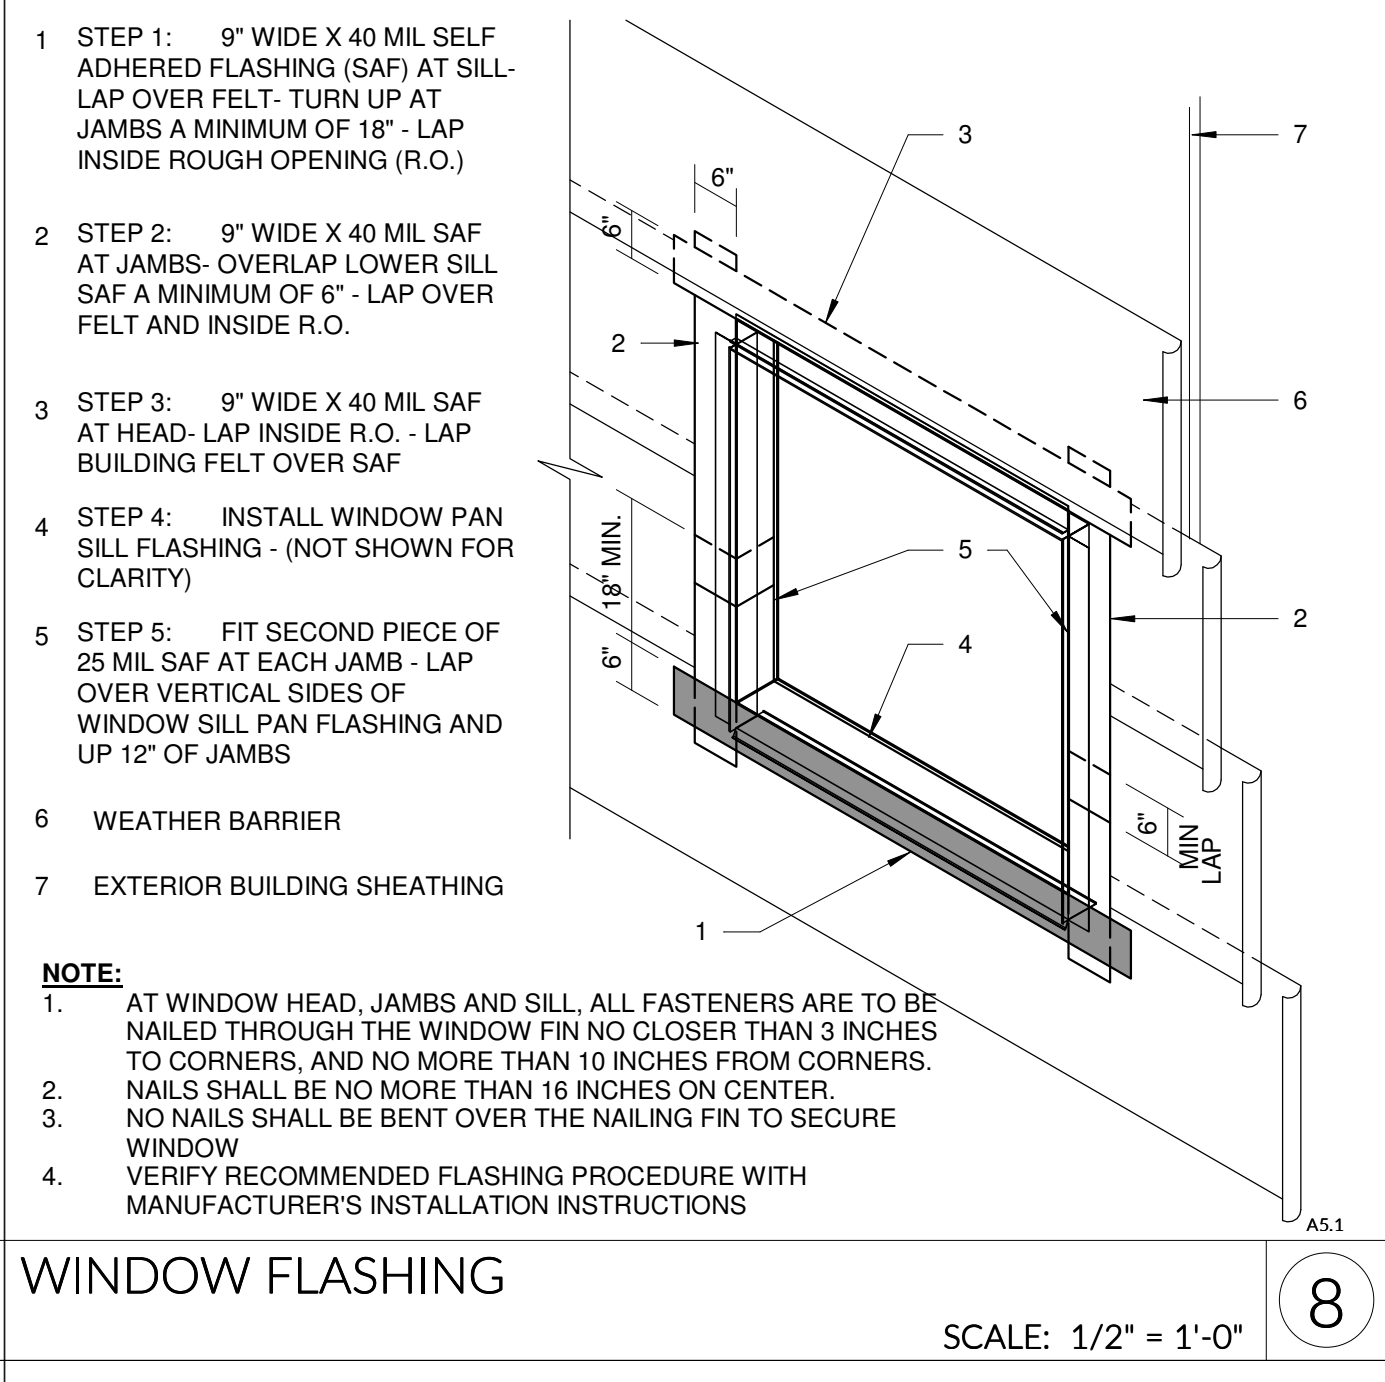 1 STEP 1: 9" WIDE X 40 MIL SELF
ADHERED FLASHING (SAF) AT SILL-
LAP OVER FELT- TURN UP AT
JAMBS A MINIMUM OF 18" - LAP
INSIDE ROUGH OPENING (R.O.)
2 STEP 2: 9" WIDE X 40 MIL SAF
AT JAMBS- OVERLAP LOWER SILL
SAF A MINIMUM OF 6" - LAP OVER
FELT AND INSIDE R.O.
3 STEP 3: 9" WIDE X 40 MIL SAF
AT HEAD- LAP INSIDE R.O. - LAP
BUILDING FELT OVER SAF
4 STEP 4: INSTALL WINDOW PAN
SILL FLASHING - (NOT SHOWN FOR
CLARITY)
5 STEP 5: FIT SECOND PIECE OF
25 MIL SAF AT EACH JAMB - LAP
OVER VERTICAL SIDES OF
WINDOW SILL PAN FLASHING AND
UP 12" OF JAMBS
6 WEATHER BARRIER
7 EXTERIOR BUILDING SHEATHING
3
7
6"
6"
2
6
18" MIN.
5
2
6"
4
6"
MIN
LAP
1
NOTE:
1. AT WINDOW HEAD, JAMBS AND SILL, ALL FASTENERS ARE TO BE
NAILED THROUGH THE WINDOW FIN NO CLOSER THAN 3 INCHES
TO CORNERS, AND NO MORE THAN 10 INCHES FROM CORNERS.
2. NAILS SHALL BE NO MORE THAN 16 INCHES ON CENTER.
3. NO NAILS SHALL BE BENT OVER THE NAILING FIN TO SECURE
WINDOW
4. VERIFY RECOMMENDED FLASHING PROCEDURE WITH
MANUFACTURER'S INSTALLATION INSTRUCTIONS
A5.1
WINDOW FLASHING
8
SCALE: 1/2" = 1'-0"